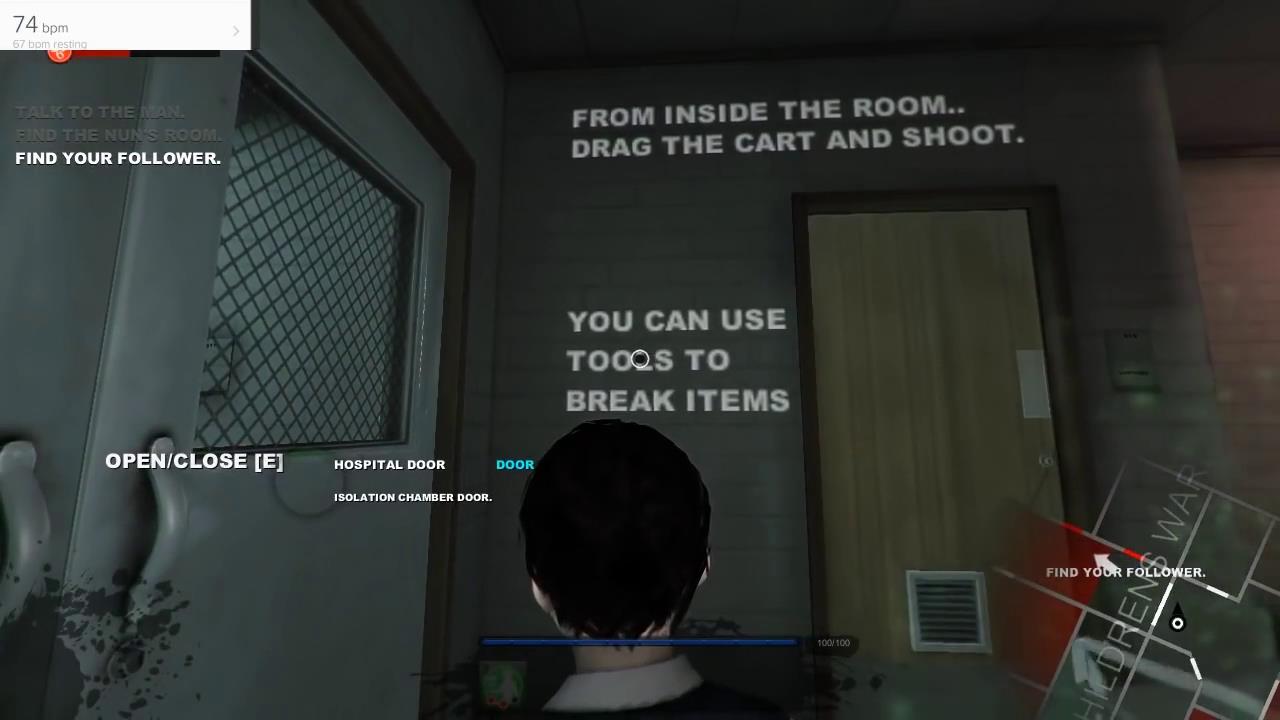 74 bpm
67 bpm resting
TALK TO THE MAN.
FIND THE NUN'S ROOM.
FIND YOUR FOLLOWER.
FROM INSIDE THE ROOM..
DRAG THE CART AND SHOOT.
YOU CAN USE
TOOLS TO
BREAK ITEMS
OPEN/CLOSE [E]
HOSPITAL DOOR
DOOR
ISOLATION CHAMBER DOOR.
FIND YOUR FOLLOWER.
HILDRENS WAR
100/100